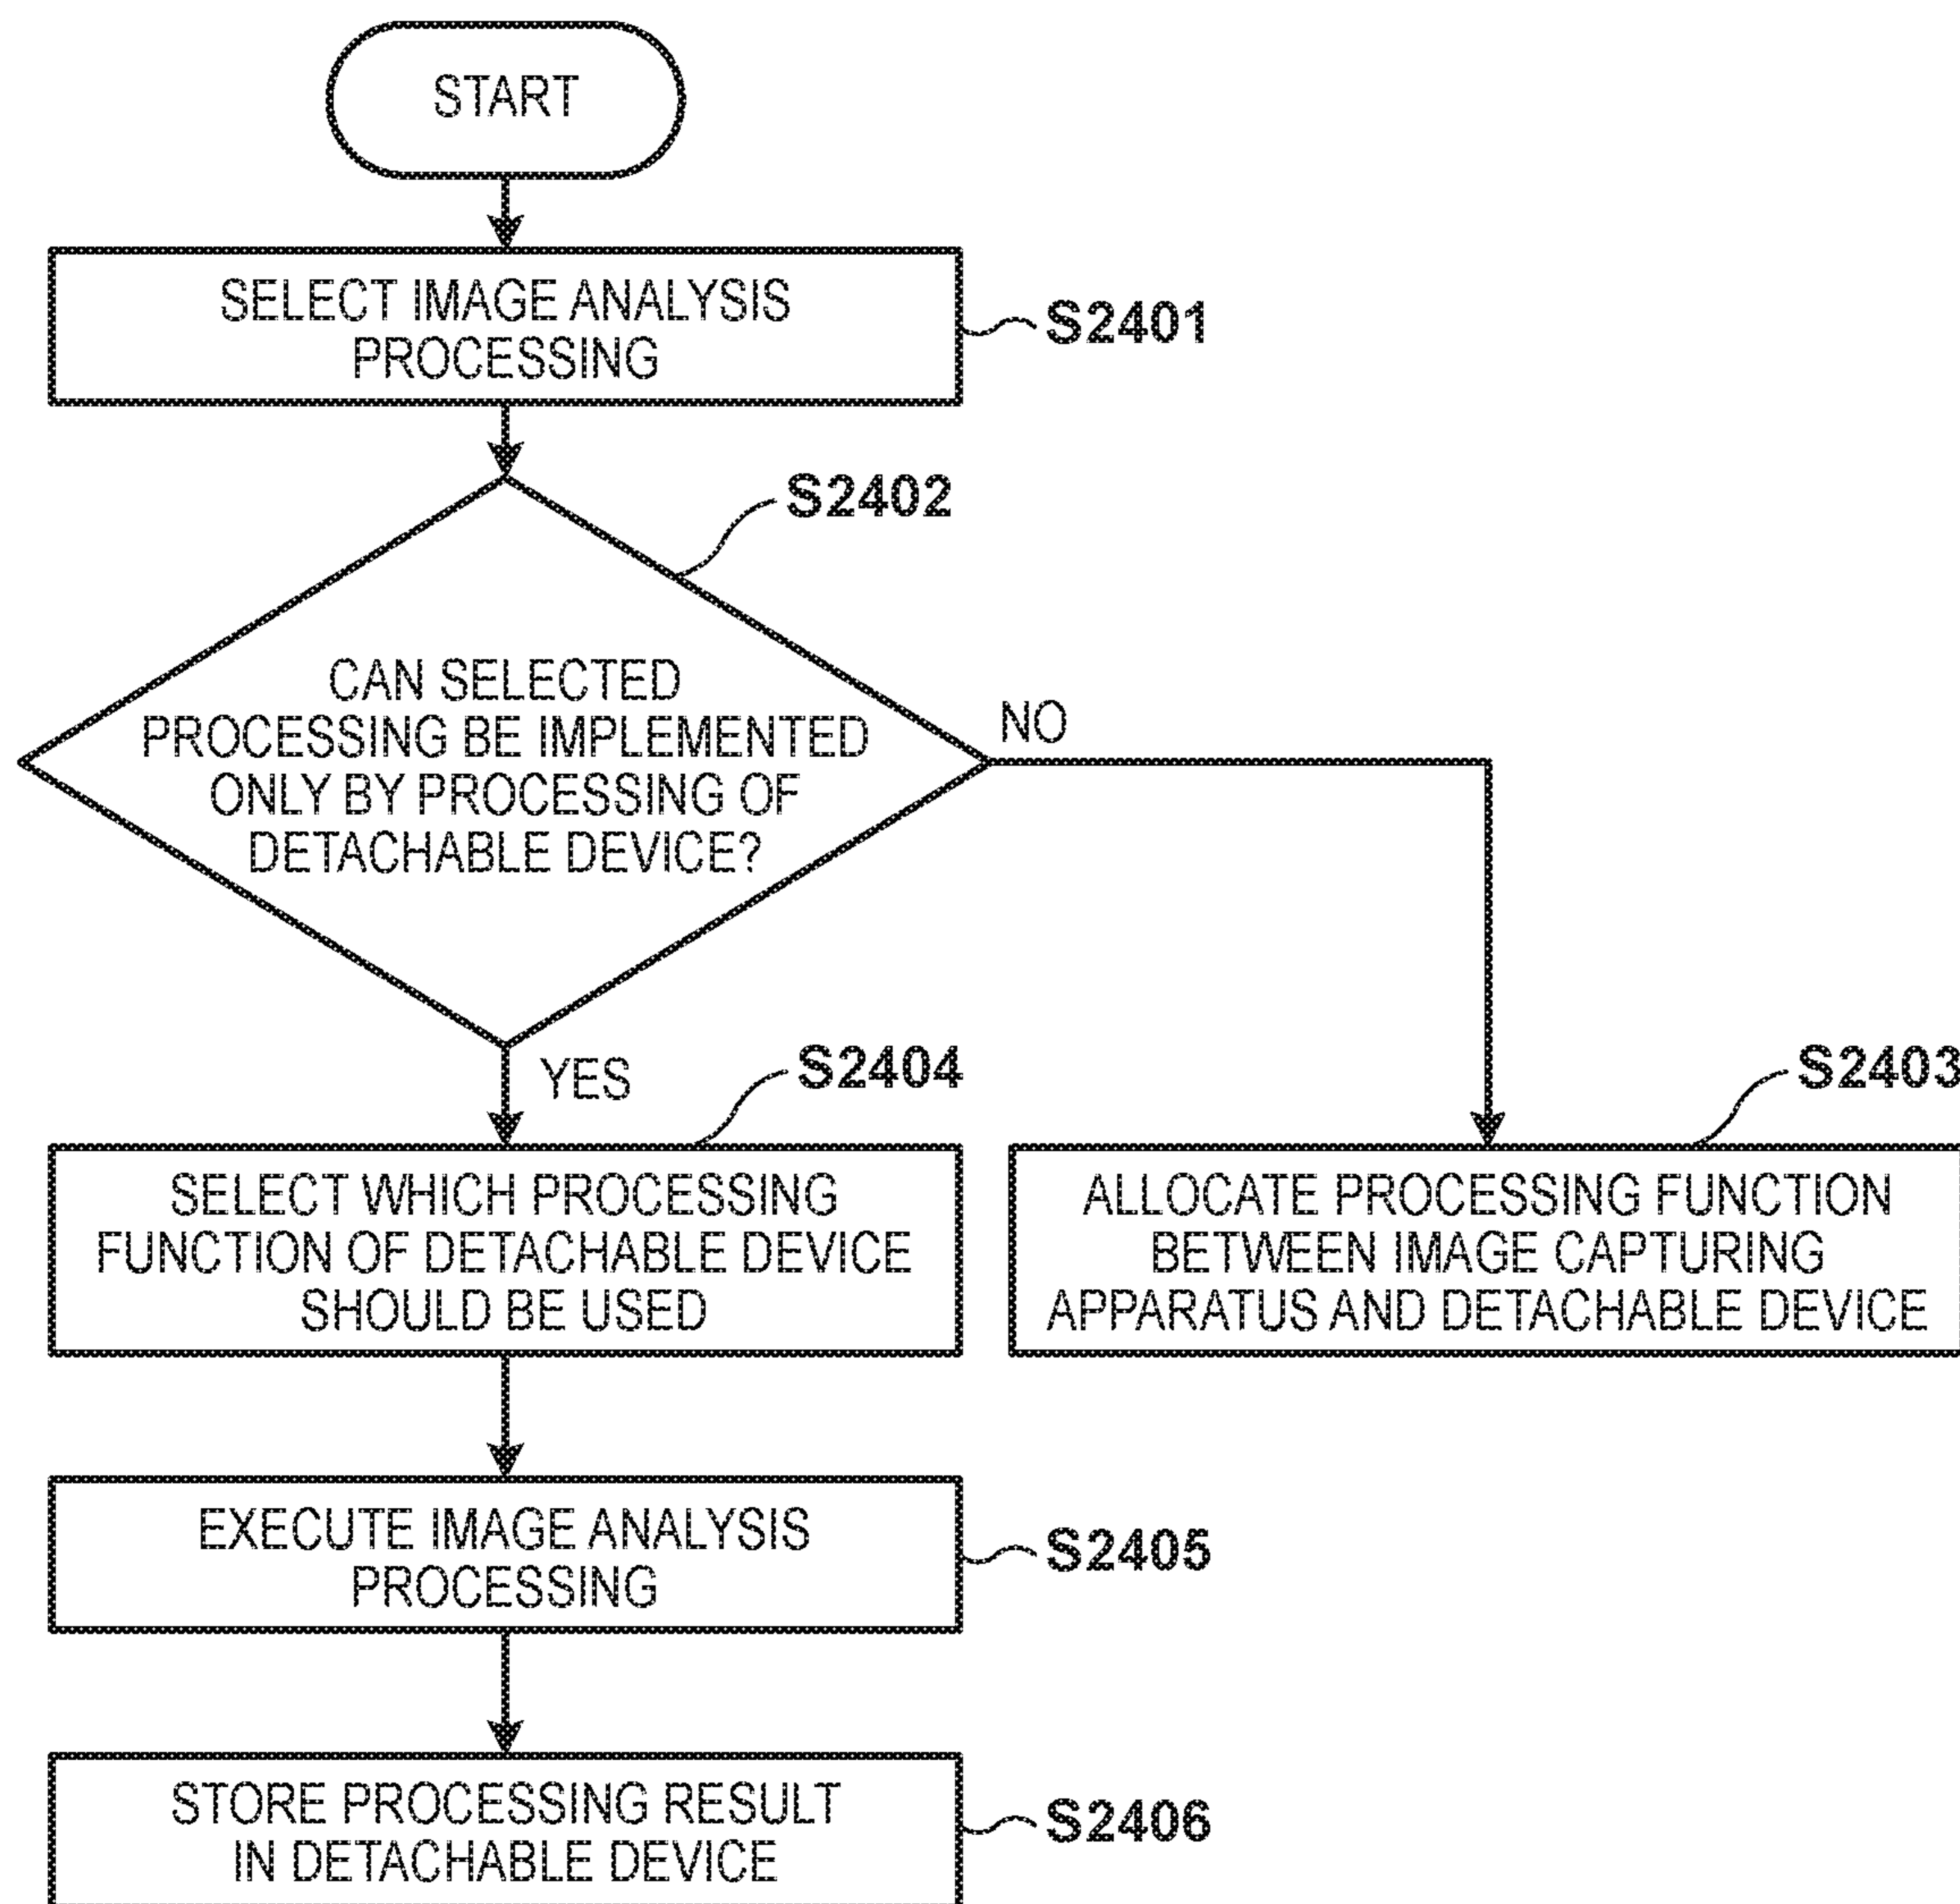 START
SELECT IMAGE ANALYSIS
PROCESSING
S2401
S2402
CAN SELECTED
PROCESSING BE IMPLEMENTED
ONLY BY PROCESSING OF
DETACHABLE DEVICE?
NO
YES
S2404
S2403
SELECT WHICH PROCESSING
FUNCTION OF DETACHABLE DEVICE
SHOULD BE USED
ALLOCATE PROCESSING FUNCTION
BETWEEN IMAGE CAPTURING
APPARATUS AND DETACHABLE DEVICE
EXECUTE IMAGE ANALYSIS
PROCESSING
S2405
STORE PROCESSING RESULT
IN DETACHABLE DEVICE
S2406